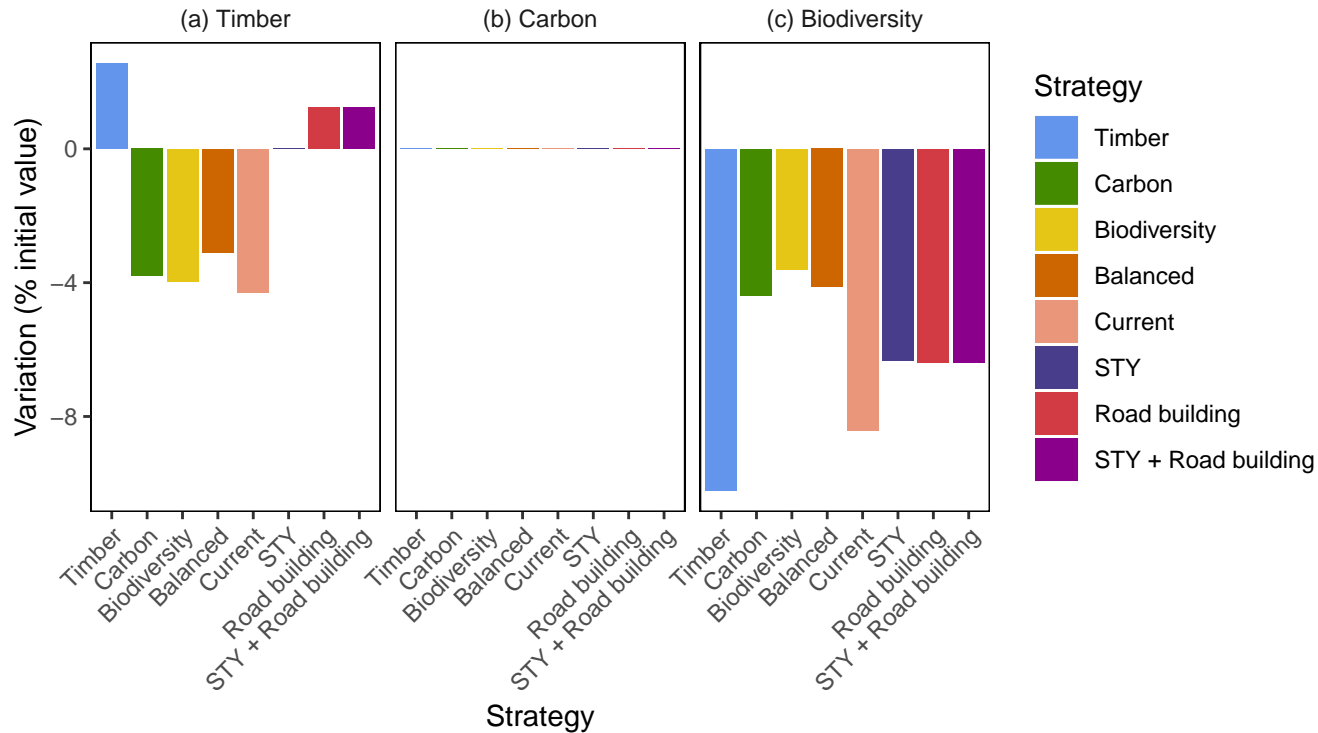 (a) Timber
(b) Carbon
(c) Biodiversity
Variation (% initial value)
0
−4
−8
Timber
Carbon
Biodiversity
Balanced
Current
STY
Road building
STY + Road building
Timber
Carbon
Biodiversity
Balanced
Current
STY
Road building
STY + Road building
Timber
Carbon
Biodiversity
Balanced
Current
STY
Road building
STY + Road building
Strategy
Strategy
Timber
Carbon
Biodiversity
Balanced
Current
STY
Road building
STY + Road building